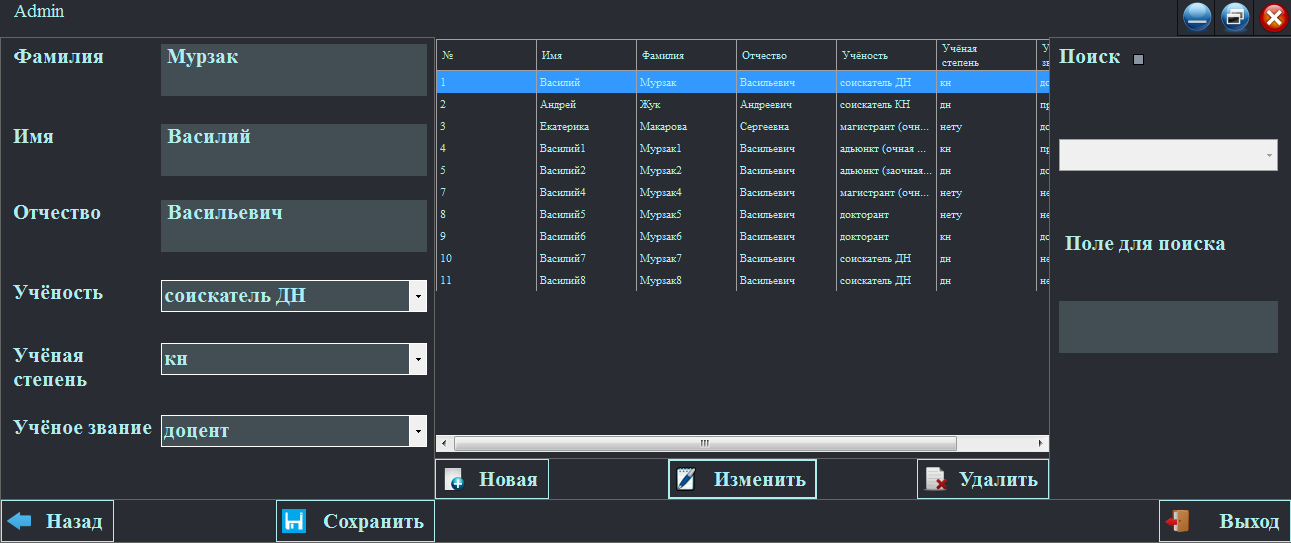 Admin
Фамилия
Мурзак
Имя
Василий
Отчество
Васильевич
Учёность
соискатель ДН
Учёная
степень
кн
Учёное звание
доцент
№ Имя Фамилия Отчество Учёность Учёная степень У зв
1 Василий Мурзак Васильевич соискатель ДН кн до
2 Андрей Жук Андреевич соискатель КН дн пр
3 Екатерика Макарова Сергеевна магистрант (очн... нету до
4 Василий1 Мурзак1 Васильевич адьюнкт (очная ... кн пр
5 Василий2 Мурзак2 Васильевич адьюнкт (заочная... дн до
7 Василий4 Мурзак4 Васильевич магистрант (очн... нету не
8 Василий5 Мурзак5 Васильевич докторант нету не
9 Василий6 Мурзак6 Васильевич докторант кн до
10 Василий7 Мурзак7 Васильевич соискатель ДН дн не
11 Василий8 Мурзак8 Васильевич соискатель ДН дн не
Поиск
Поле для поиска
Новая
Изменить
Удалить
Назад
Сохранить
Выход